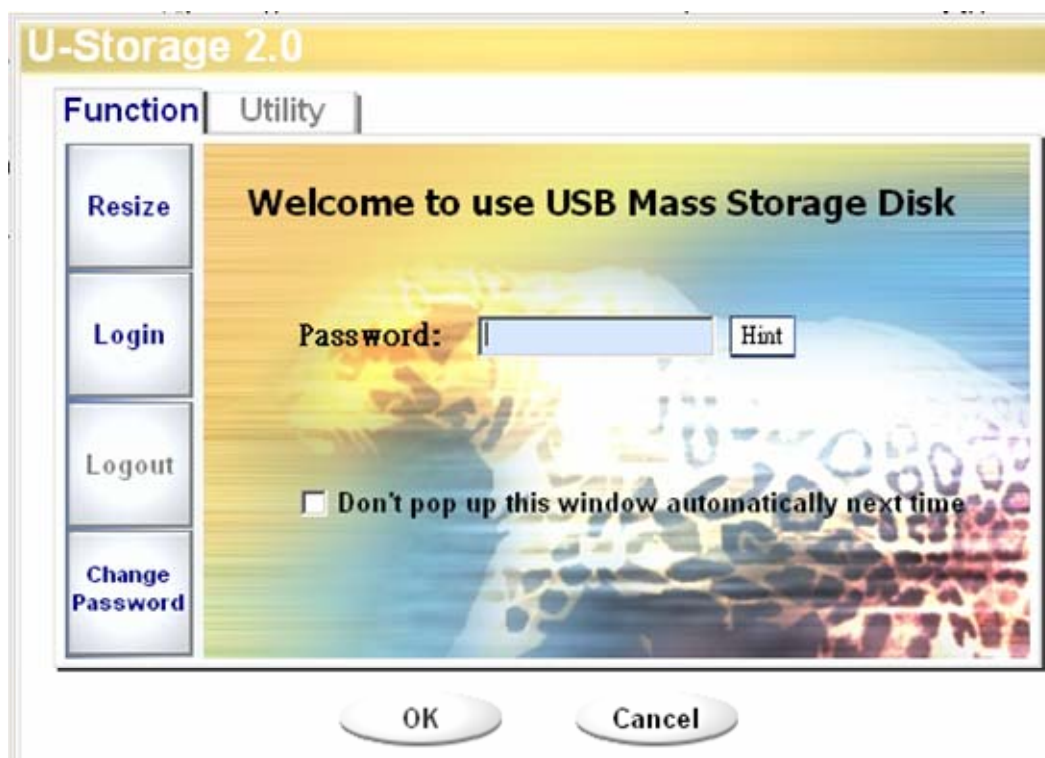 U-Storage 2.0
Function Utility
Resize
Welcome to use USB Mass Storage Disk
Login
Password: Hint
Logout
Don't pop up this window automatically next time
Change
Password
OK Cancel